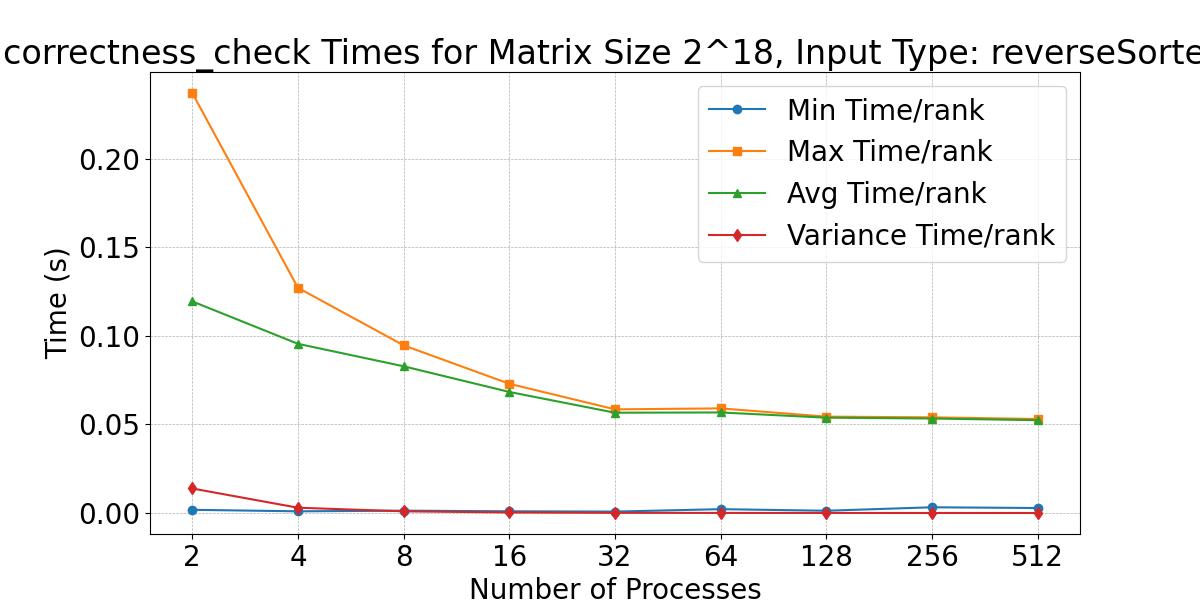 correctness_check Times for Matrix Size 2^18, Input Type: reverseSorte
Min Time/rank
Max Time/rank
Avg Time/rank
Variance Time/rank
Time (s)
0.20
0.15
0.10
0.05
0.00
2 4 8 16 32 64 128 256 512
Number of Processes